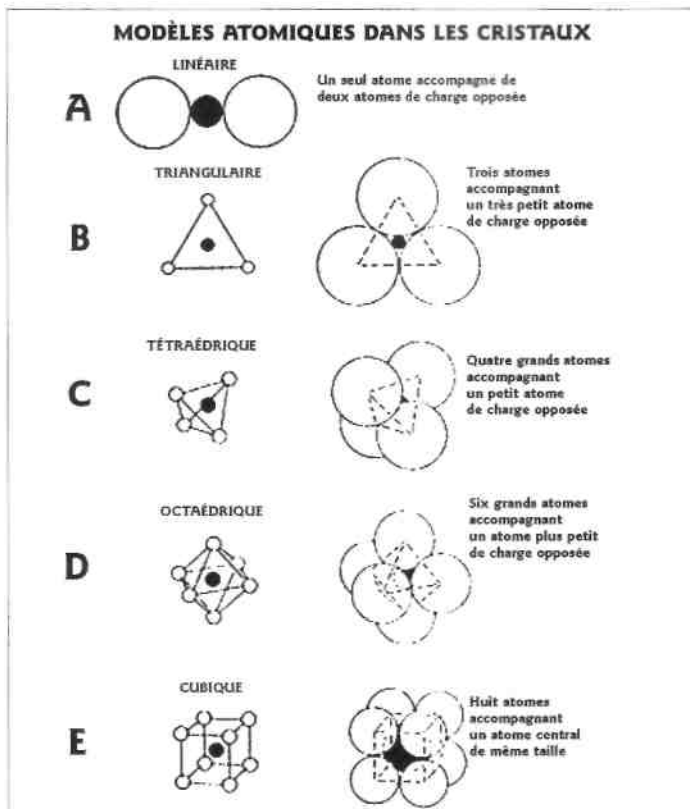 MODÈLES ATOMIQUES DANS LES CRISTAUX
LINÉAIRE
A
Un seul atome accompagné de
deux atomes de charge opposée
TRIANGULAIRE
B
Trois atomes
accompagnant
un très petit atome
de charge opposée
TÉTRAÉDRIQUE
C
Quatre grands atomes
accompagnant
un petit atome
de charge opposée
OCTAÉDRIQUE
D
Six grands atomes
accompagnant
un atome plus petit
de charge opposée
CUBIQUE
E
Huit atomes
accompagnant
un atome central
de même taille